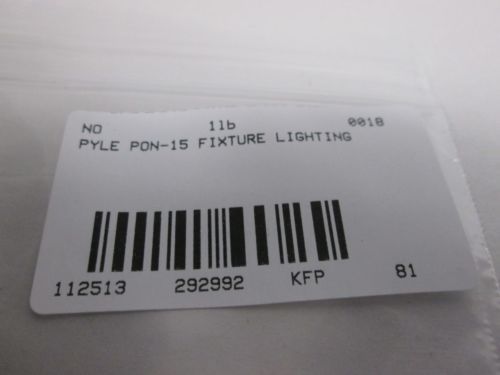 NO 1lb 0018
PYLE PON-15 FIXTURE LIGHTING
112513 292992 KFP 81